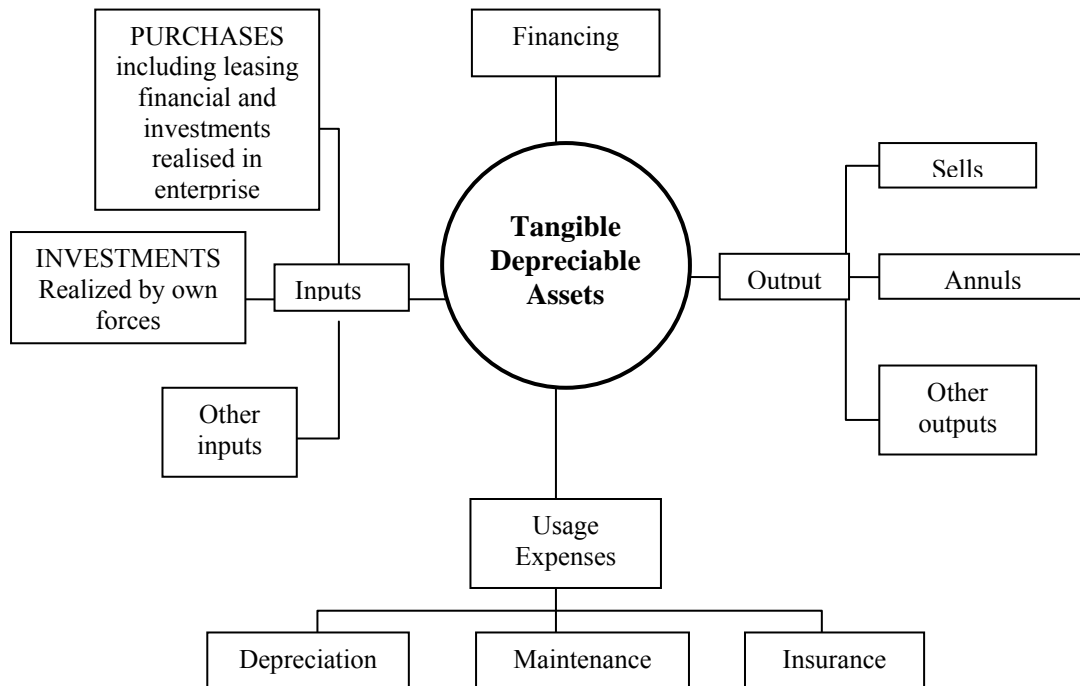 PURCHASES
including leasing
financial and
investments
realised in
enterprise
Financing
Sells
Tangible
Depreciable
Assets
INVESTMENTS
Realized by own
forces
Inputs
Output
Annuls
Other
inputs
Other
outputs
Usage
Expenses
Depreciation
Maintenance
Insurance